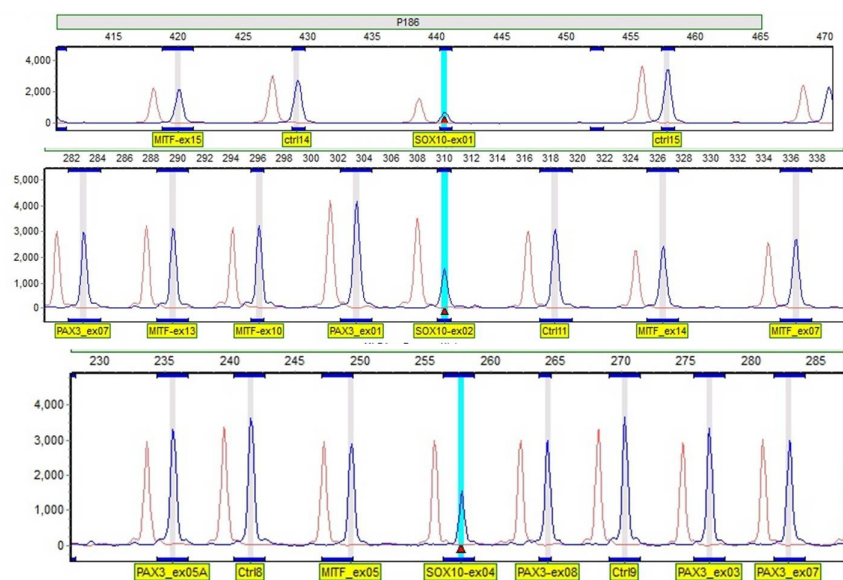 P186
415 420 425 430 435 440 445 450 455 460 465 470
4,000
2,000
0
MITF-ex15 ctrl14 SOX10-ex01 ctrl15
282 284 286 288 290 292 294 296 298 300 302 304 306 308 310 312 314 316 318 320 322 324 326 328 330 332 334 336 338
5,000
4,000
3,000
2,000
1,000
0
PAX3_ex07 MITF-ex13 MITF-ex10 PAX3_ex01 SOX10-ex02 Ctrl11 MITF_ex14 MITF_ex07
230 235 240 245 250 255 260 265 270 275 280 285
4,000
3,000
2,000
1,000
0
PAX3_ex05A Ctrl8 MITF_ex05 SOX10-ex04 PAX3-ex08 Ctrl9 PAX3_ex03 PAX3_ex07